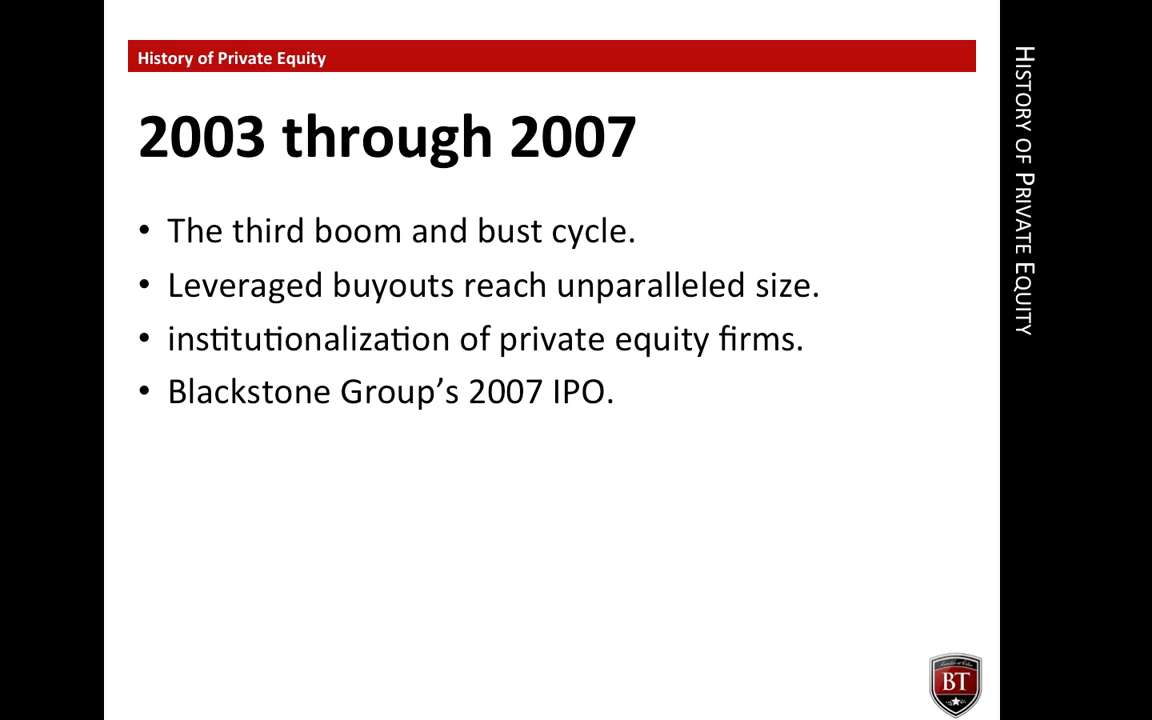 History of Private Equity
2003 through 2007
• The third boom and bust cycle.
• Leveraged buyouts reach unparalleled size.
• institutionalization of private equity firms.
• Blackstone Group’s 2007 IPO.
History of Private Equity
BT